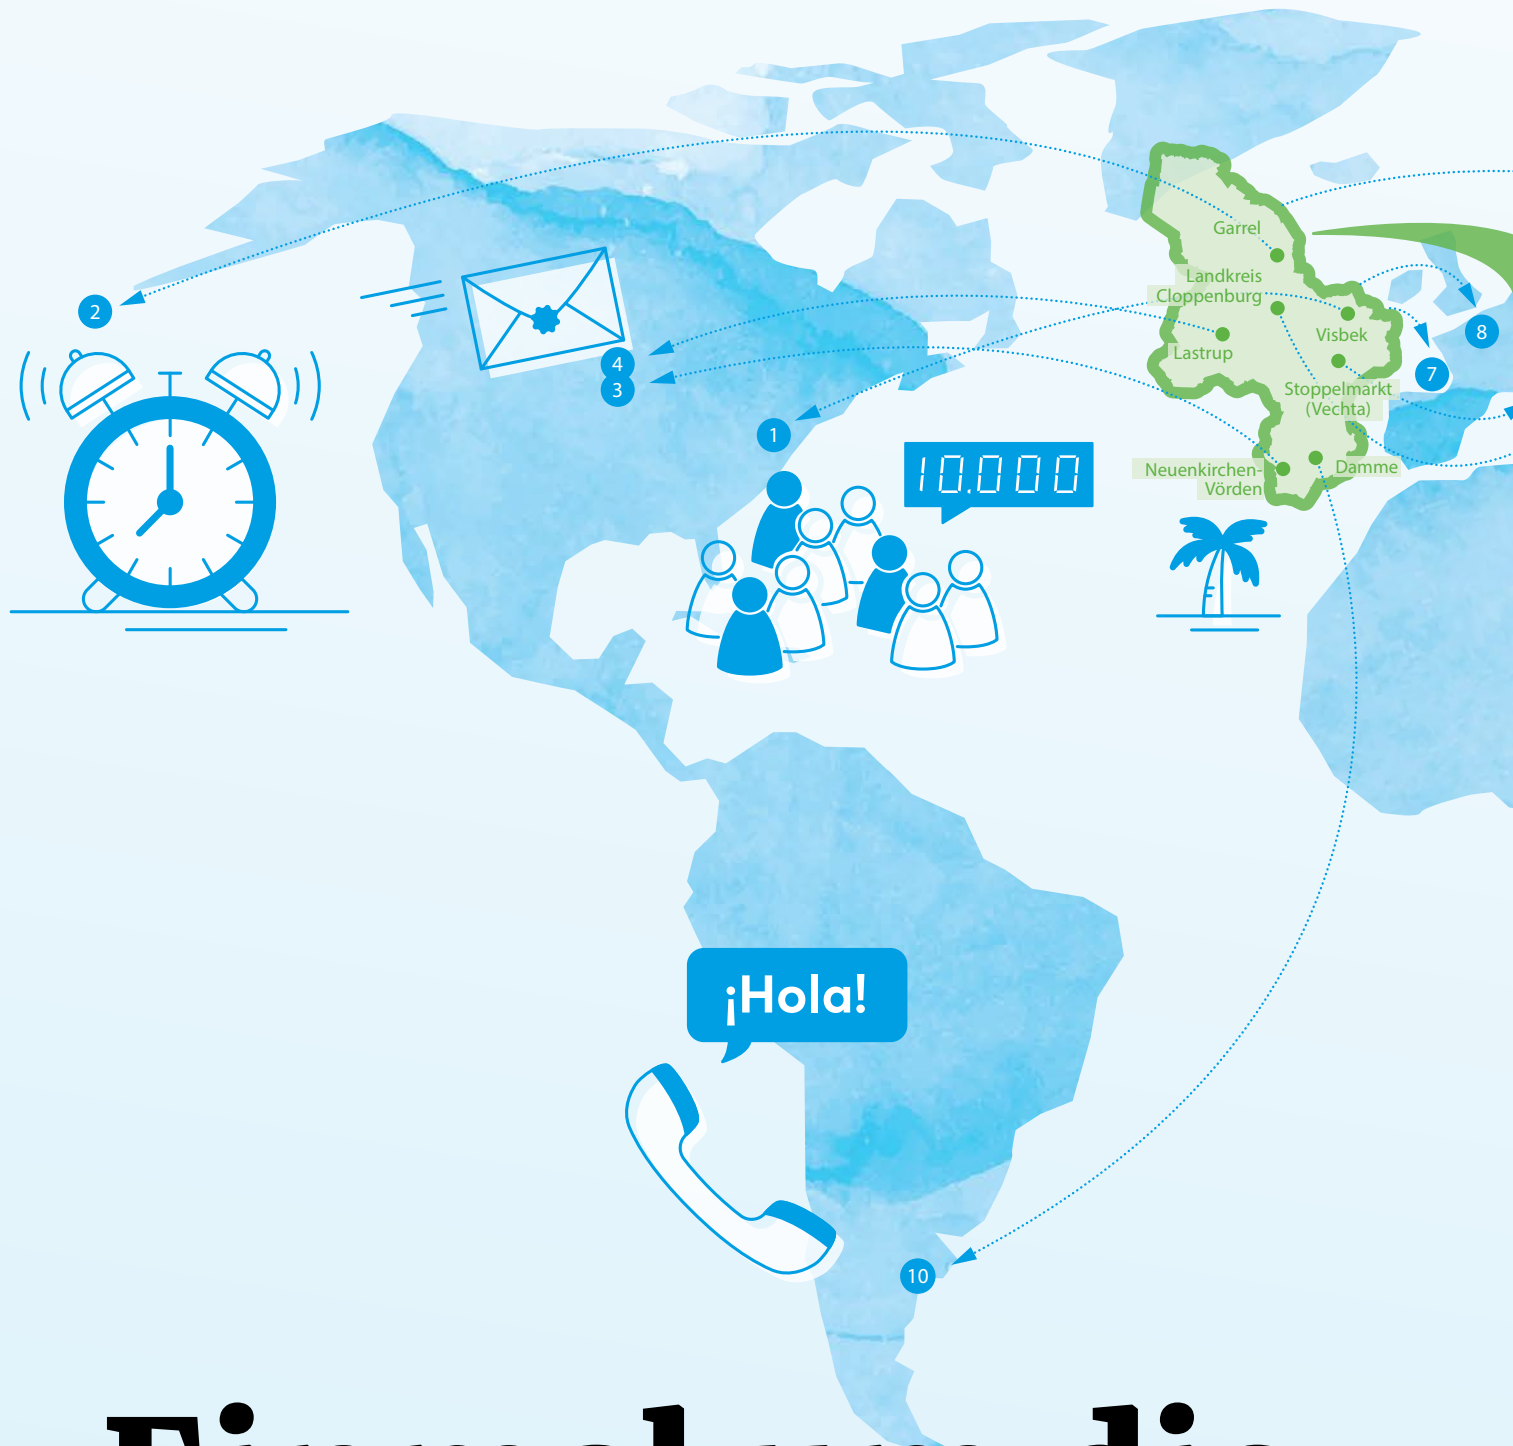 Garrel
Landkreis
Cloppenburg
Visbek
Lastrup
Stoppelmarkt
(Vechta)
Neuenkirchen-
Vörden
Damme
2
4
3
1
8
7
10.000
¡Hola!
10